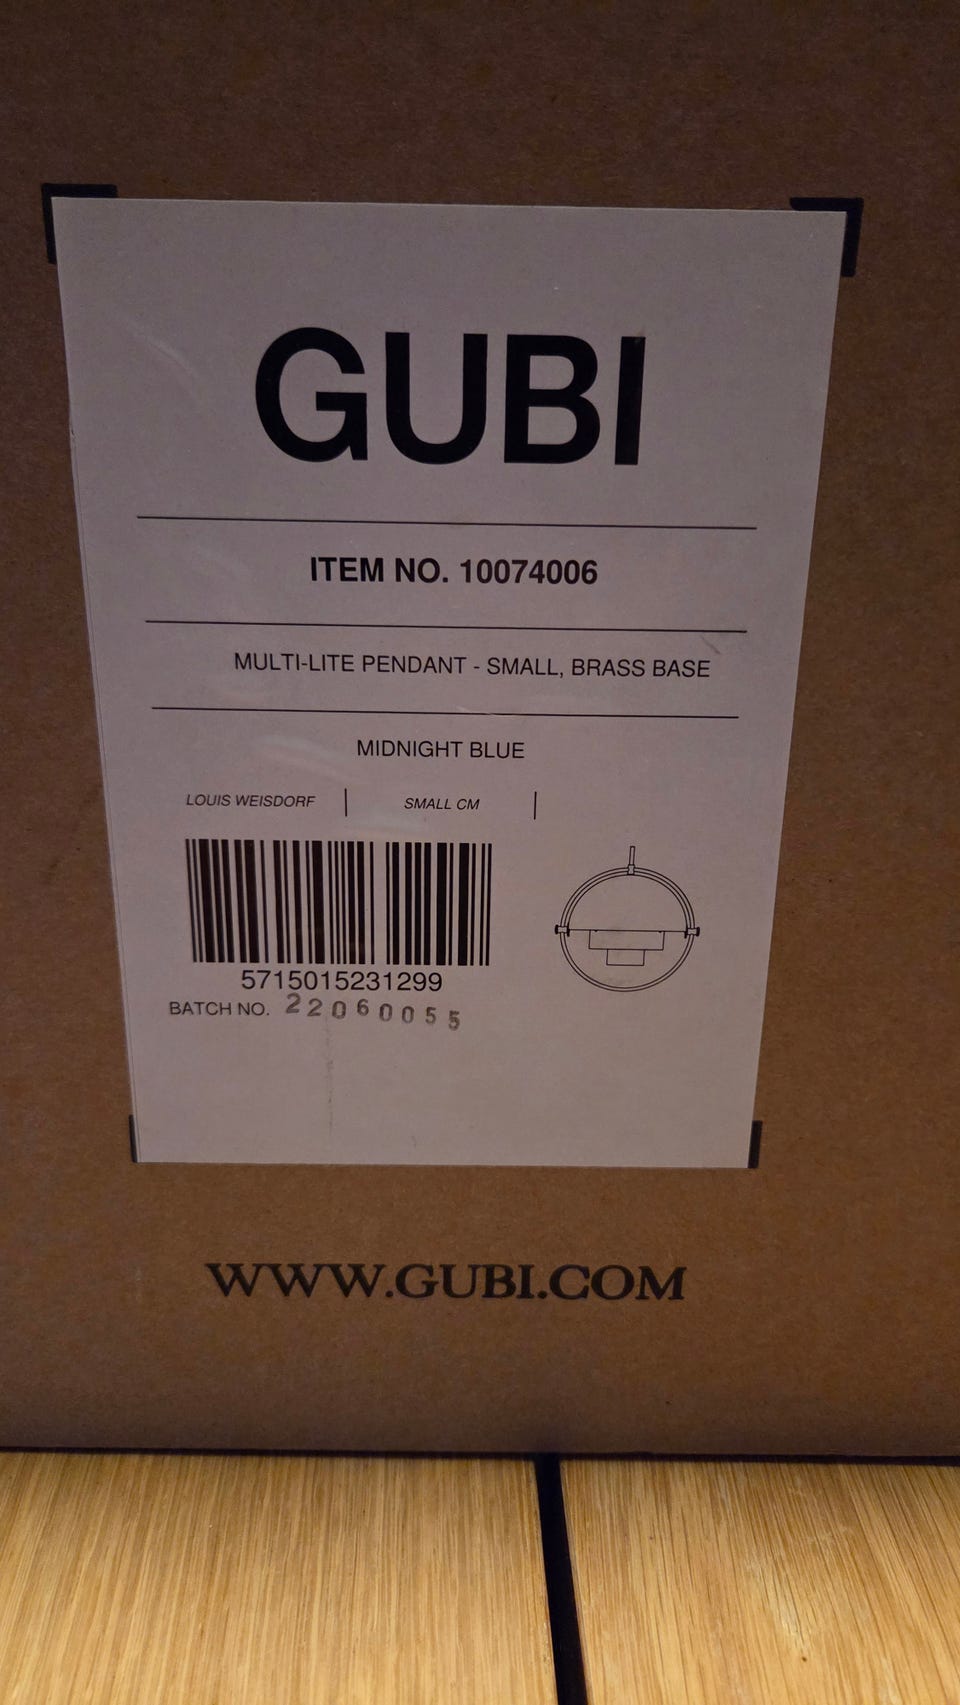 GUBI
ITEM NO. 10074006
MULTI-LITE PENDANT - SMALL, BRASS BASE
MIDNIGHT BLUE
LOUIS WEISDORF | SMALL CM |
5715015231299
BATCH NO. 22060055
WWW.GUBI.COM